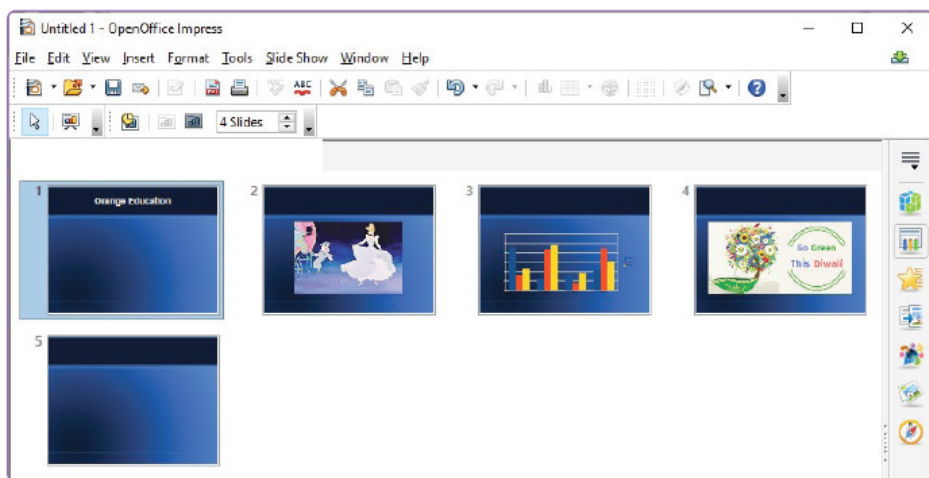 Untitled 1 - OpenOffice Impress
File Edit View Insert Format Tools Slide Show Window Help
ABC
4 Slides
1
Orange Education
2
3
4
Go Green
This Diwali
5